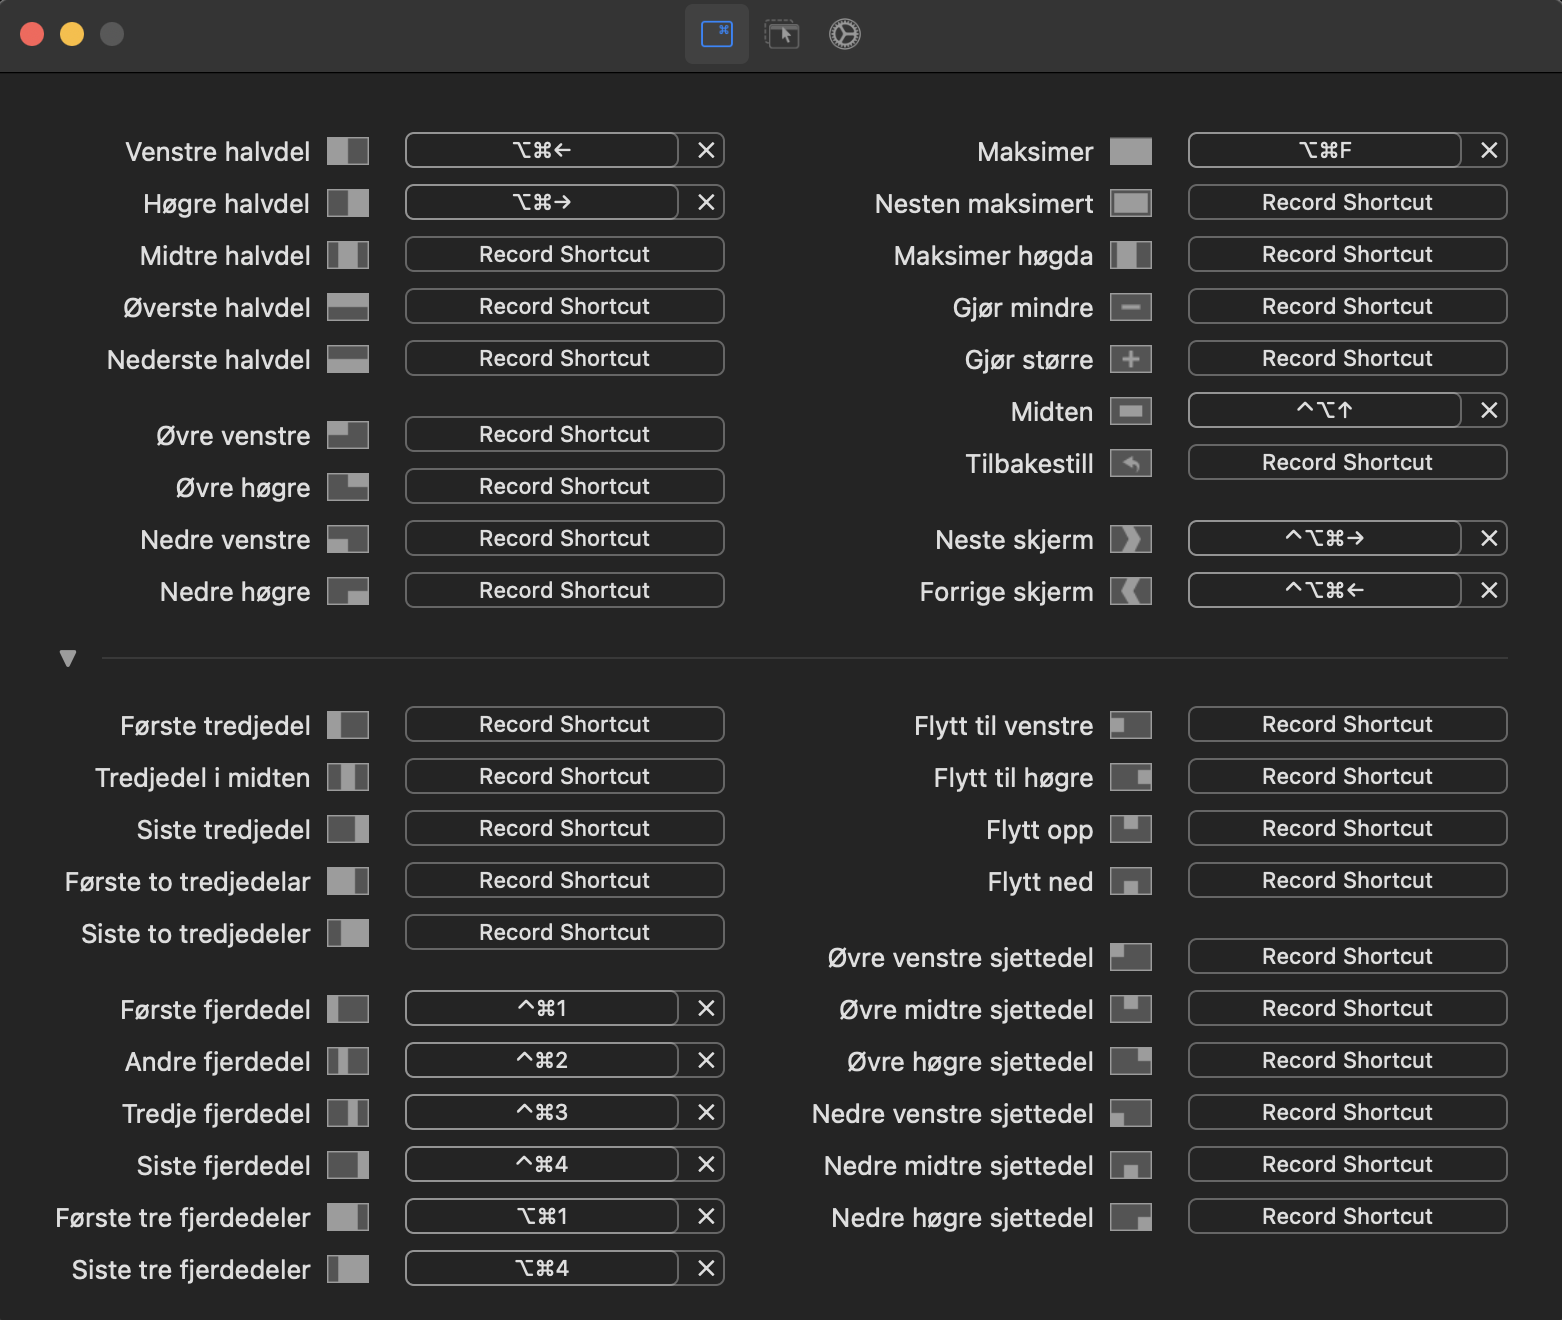 Venstre halvdel ⌥⌘← ✕
Høgre halvdel ⌥⌘→ ✕
Midtre halvdel Record Shortcut
Øverste halvdel Record Shortcut
Nederste halvdel Record Shortcut
Øvre venstre Record Shortcut
Øvre høgre Record Shortcut
Nedre venstre Record Shortcut
Nedre høgre Record Shortcut
Maksimer ⌥⌘F ✕
Nesten maksimert Record Shortcut
Maksimer høgda Record Shortcut
Gjør mindre Record Shortcut
Gjør større Record Shortcut
Midten ^⌥↑ ✕
Tilbakestill Record Shortcut
Neste skjerm ^⌥⌘→ ✕
Forrige skjerm ^⌥⌘← ✕
Første tredjedel Record Shortcut
Tredjedel i midten Record Shortcut
Siste tredjedel Record Shortcut
Første to tredjedelar Record Shortcut
Siste to tredjedeler Record Shortcut
Første fjerdedel ^⌘1 ✕
Andre fjerdedel ^⌘2 ✕
Tredje fjerdedel ^⌘3 ✕
Siste fjerdedel ^⌘4 ✕
Første tre fjerdedeler ⌥⌘1 ✕
Siste tre fjerdedeler ⌥⌘4 ✕
Flytt til venstre Record Shortcut
Flytt til høgre Record Shortcut
Flytt opp Record Shortcut
Flytt ned Record Shortcut
Øvre venstre sjettedel Record Shortcut
Øvre midtre sjettedel Record Shortcut
Øvre høgre sjettedel Record Shortcut
Nedre venstre sjettedel Record Shortcut
Nedre midtre sjettedel Record Shortcut
Nedre høgre sjettedel Record Shortcut